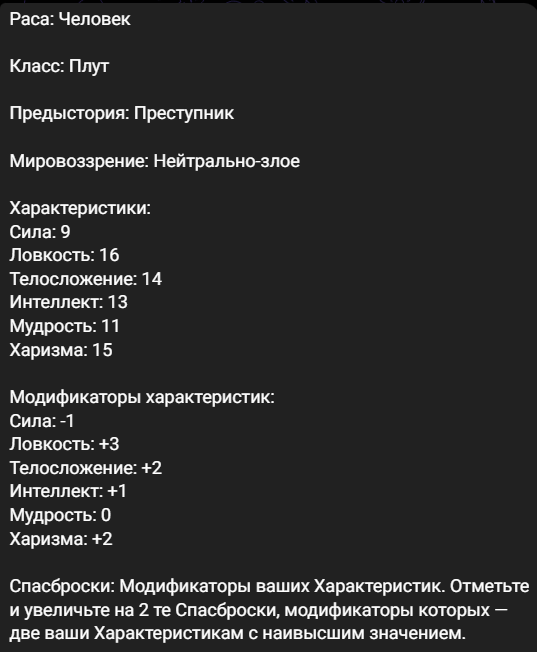 Раса: Человек
Класс: Плут
Предыстория: Преступник
Мировоззрение: Нейтрально-злое
Характеристики:
Сила: 9
Ловкость: 16
Телосложение: 14
Интеллект: 13
Мудрость: 11
Харизма: 15
Модификаторы характеристик:
Сила: -1
Ловкость: +3
Телосложение: +2
Интеллект: +1
Мудрость: 0
Харизма: +2
Спасброски: Модификаторы ваших Характеристик. Отметьте
и увеличьте на 2 те Спасброски, модификаторы которых —
две ваши Характеристикам с наивысшим значением.